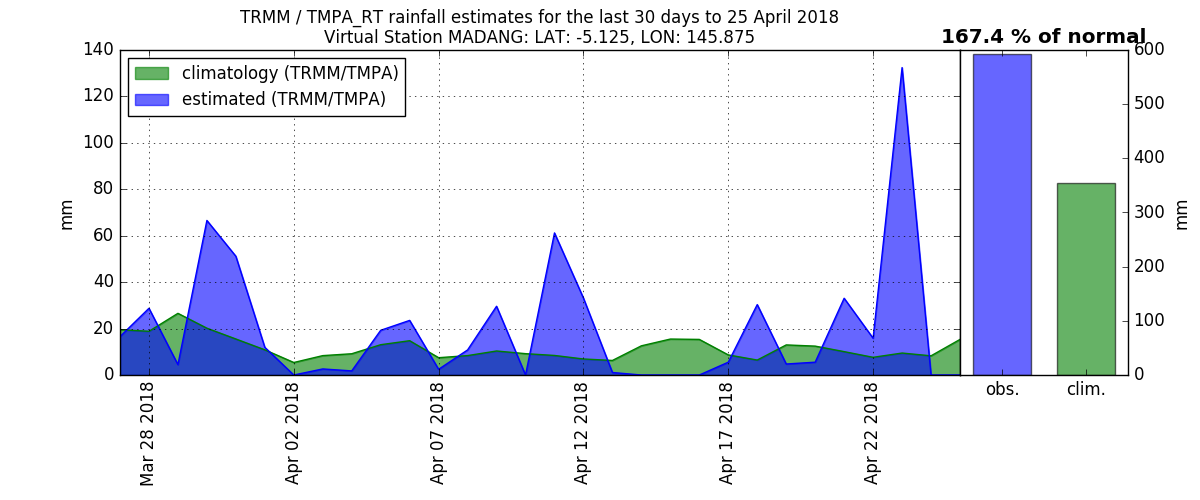 TRMM / TMPA_RT rainfall estimates for the last 30 days to 25 April 2018
Virtual Station MADANG: LAT: -5.125, LON: 145.875
167.4 % of normal
climatology (TRMM/TMPA)
estimated (TRMM/TMPA)
mm
140
120
100
80
60
40
20
0
Mar 28 2018
Apr 02 2018
Apr 07 2018
Apr 12 2018
Apr 17 2018
Apr 22 2018
600
500
400
300
200
100
0
mm
obs.
clim.